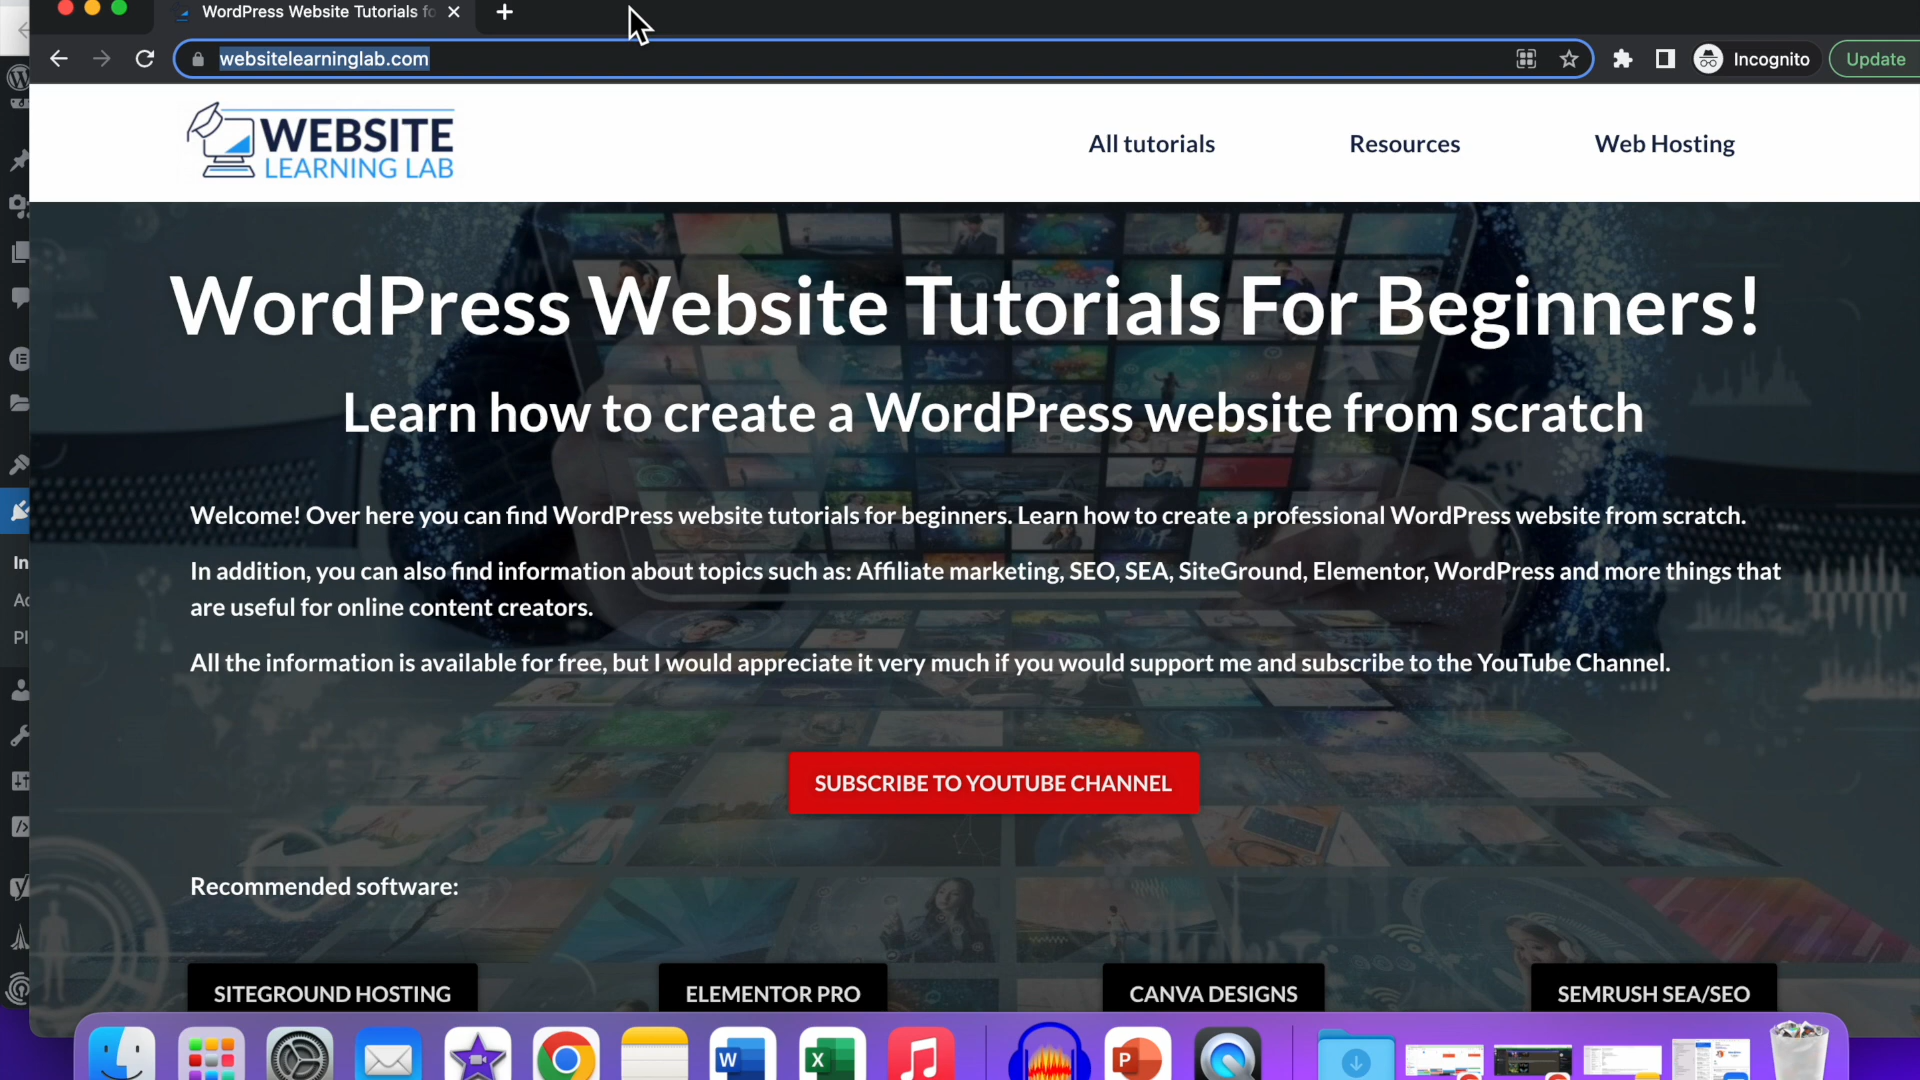 WordPress Website Tutorials fo
websitelearninglab.com
Incognito
Update
WEBSITE
LEARNING LAB
All tutorials
Resources
Web Hosting
WordPress Website Tutorials For Beginners!
Learn how to create a WordPress website from scratch
Welcome! Over here you can find WordPress website tutorials for beginners. Learn how to create a professional WordPress website from scratch.
In addition, you can also find information about topics such as: Affiliate marketing, SEO, SEA, SiteGround, Elementor, WordPress and more things that
are useful for online content creators.
All the information is available for free, but I would appreciate it very much if you would support me and subscribe to the YouTube Channel.
SUBSCRIBE TO YOUTUBE CHANNEL
Recommended software:
SITEGROUND HOSTING
ELEMENTOR PRO
CANVA DESIGNS
SEMRUSH SEA/SEO
In
Pl
W
X
P